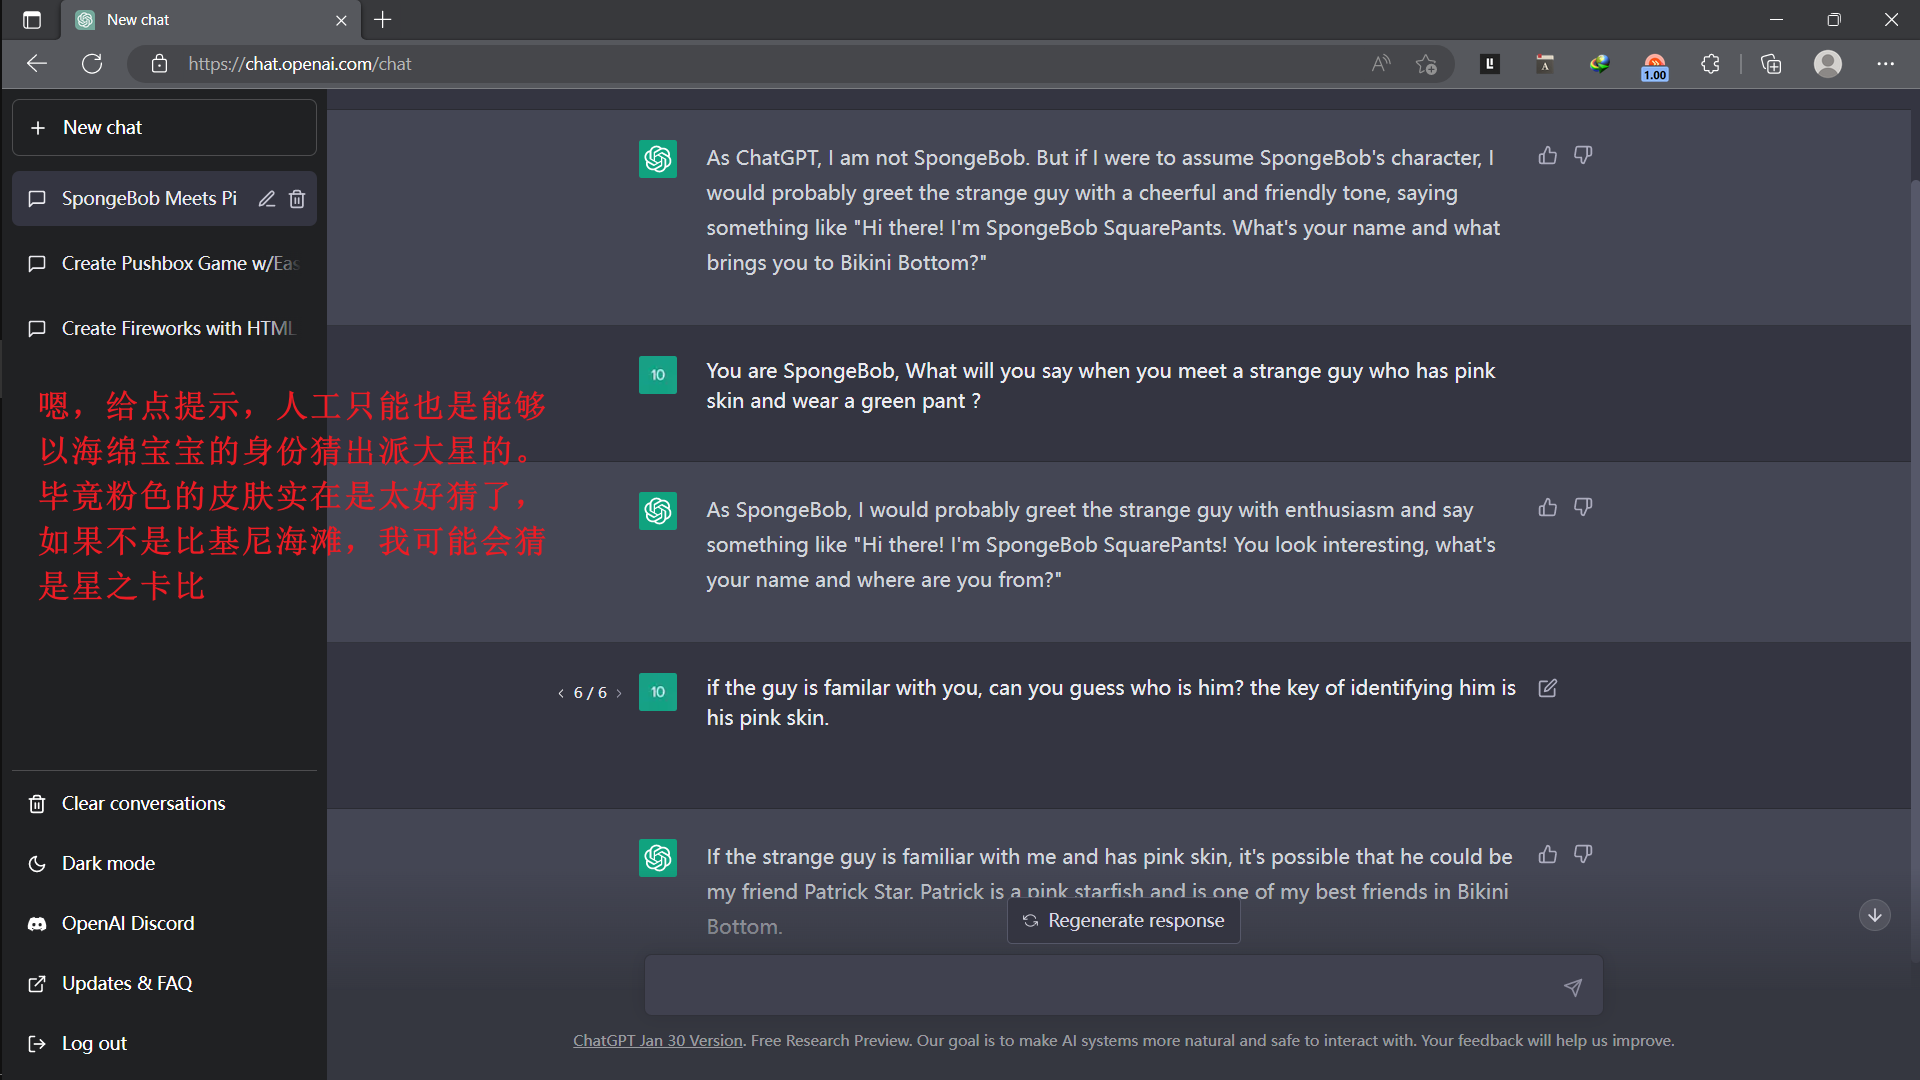 New chat
https://chat.openai.com/chat
1.00
New chat
SpongeBob Meets Pi
Create Pushbox Game w/Eas
Create Fireworks with HTML
嗯，给点提示，人工只能也是能够
以海绵宝宝的身份猜出派大星的。
毕竟粉色的皮肤实在是太好猜了，
如果不是比基尼海滩，我可能会猜
是星之卡比
Clear conversations
Dark mode
OpenAI Discord
Updates & FAQ
Log out
As ChatGPT, I am not SpongeBob. But if I were to assume SpongeBob's character, I
would probably greet the strange guy with a cheerful and friendly tone, saying
something like "Hi there! I'm SpongeBob SquarePants. What's your name and what
brings you to Bikini Bottom?"
10
You are SpongeBob, What will you say when you meet a strange guy who has pink
skin and wear a green pant ?
As SpongeBob, I would probably greet the strange guy with enthusiasm and say
something like "Hi there! I'm SpongeBob SquarePants! You look interesting, what's
your name and where are you from?"
< 6 / 6 >
10
if the guy is familar with you, can you guess who is him? the key of identifying him is
his pink skin.
If the strange guy is familiar with me and has pink skin, it's possible that he could be
my friend Patrick Star. Patrick is a pink starfish and is one of my best friends in Bikini
Bottom.
Regenerate response
ChatGPT Jan 30 Version. Free Research Preview. Our goal is to make AI systems more natural and safe to interact with. Your feedback will help us improve.